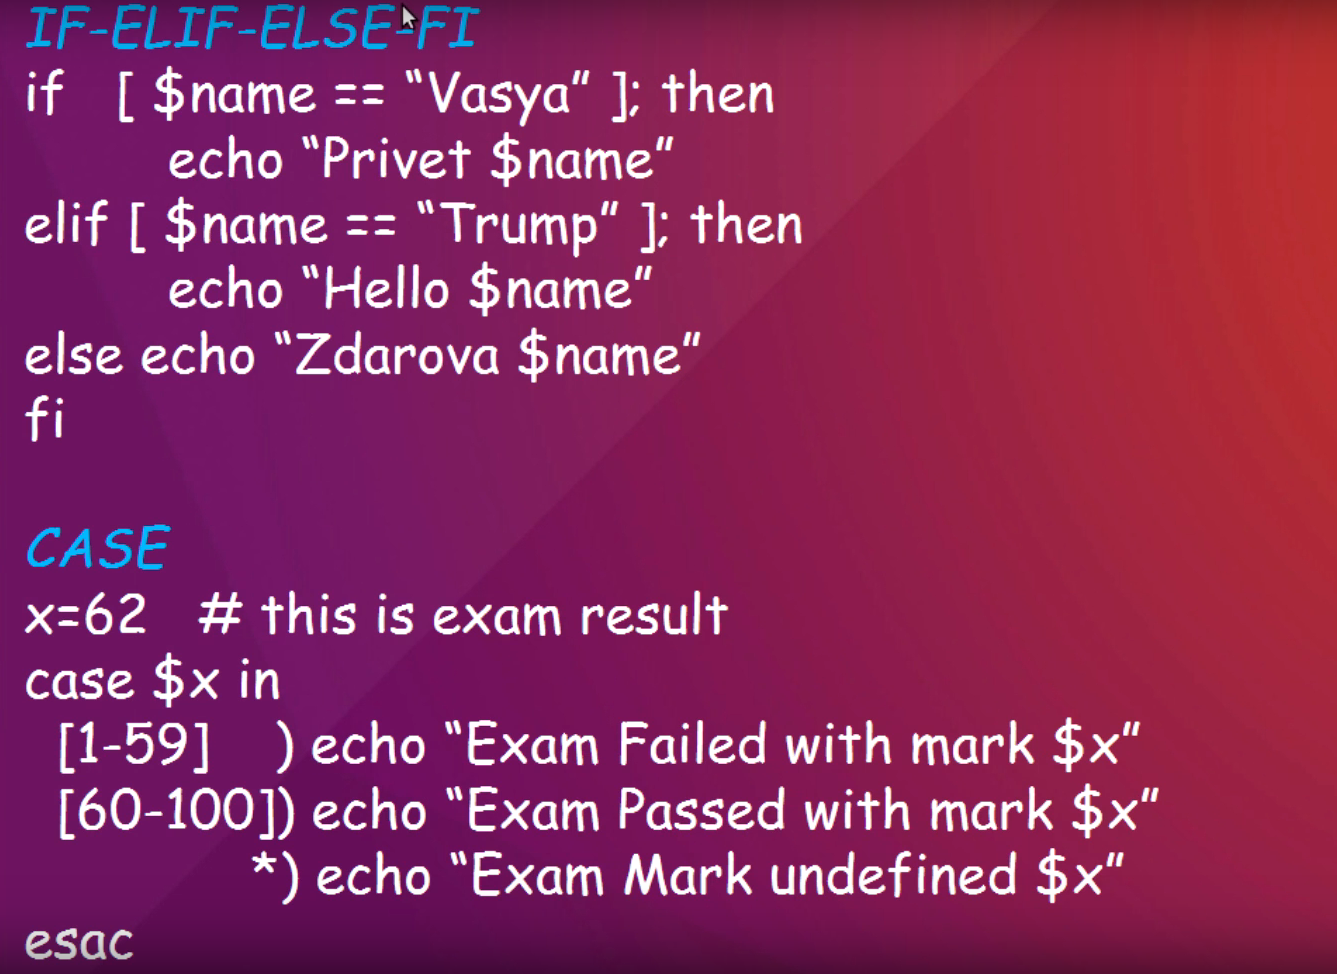 IF-ELIF-ELSE-FI
if [ $name == “Vasya” ]; then
echo “Privet $name”
elif [ $name == “Trump” ]; then
echo “Hello $name”
else echo “Zdarova $name”
fi
CASE
x=62 # this is exam result
case $x in
[1-59] ) echo “Exam Failed with mark $x”
[60-100]) echo “Exam Passed with mark $x”
*) echo “Exam Mark undefined $x”
esac